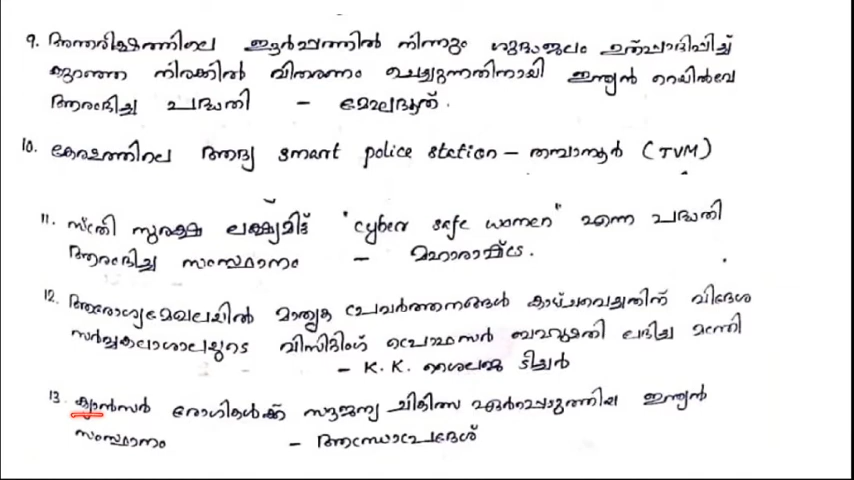 9. അന്തരീക്ഷത്തിലെ ഈർപ്പത്തിൽ നിന്നും ശുദ്ധജലം ഉത്പാദിപ്പിച്ച്
കുറഞ്ഞ നിരക്കിൽ വിതരണം ചെയ്യുന്നതിനായി ഇന്ത്യൻ റെയിൽവേ
ആരംഭിച്ച പദ്ധതി - മേഘദൂത്.
10. കേരളത്തിലെ ആദ്യ smart police station - തമ്പാനൂർ (TVM)
11. സ്ത്രീ സുരക്ഷ ലക്ഷ്യമിട്ട് "cyber safe women" എന്ന പദ്ധതി
ആരംഭിച്ച സംസ്ഥാനം - മഹാരാഷ്ട്ര.
12. ആരോഗ്യമേഖലയിൽ മാതൃക പ്രവർത്തനങ്ങൾ കാഴ്ചവെച്ചതിന് വിദേശ
സർവ്വകലാശാലയുടെ വിസിറ്റിംഗ് പ്രൊഫസർ ബഹുമതി ലഭിച്ച മന്ത്രി
- K. K. ശൈലജ ടീച്ചർ
13. ക്യാൻസർ രോഗികൾക്ക് സൗജന്യ ചികിത്സ ഏർപ്പെടുത്തിയ ഇന്ത്യൻ
സംസ്ഥാനം - ആന്ധ്രാപ്രദേശ്